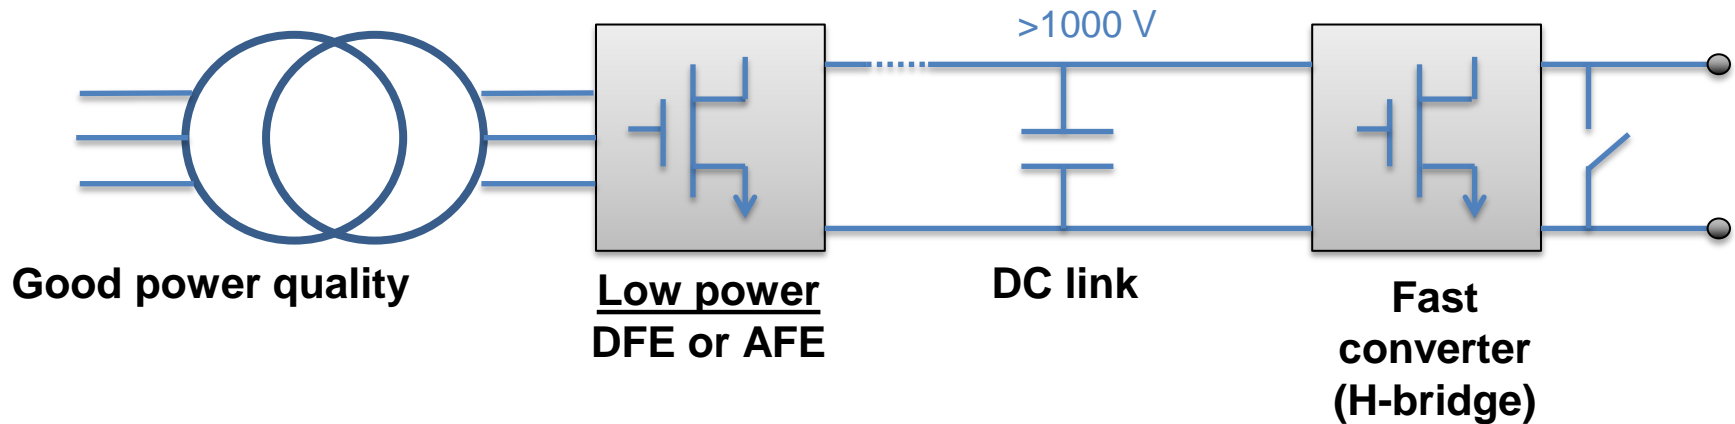 >1000 V
Good power quality
Low power
DFE or AFE
DC link
Fast
converter
(H-bridge)